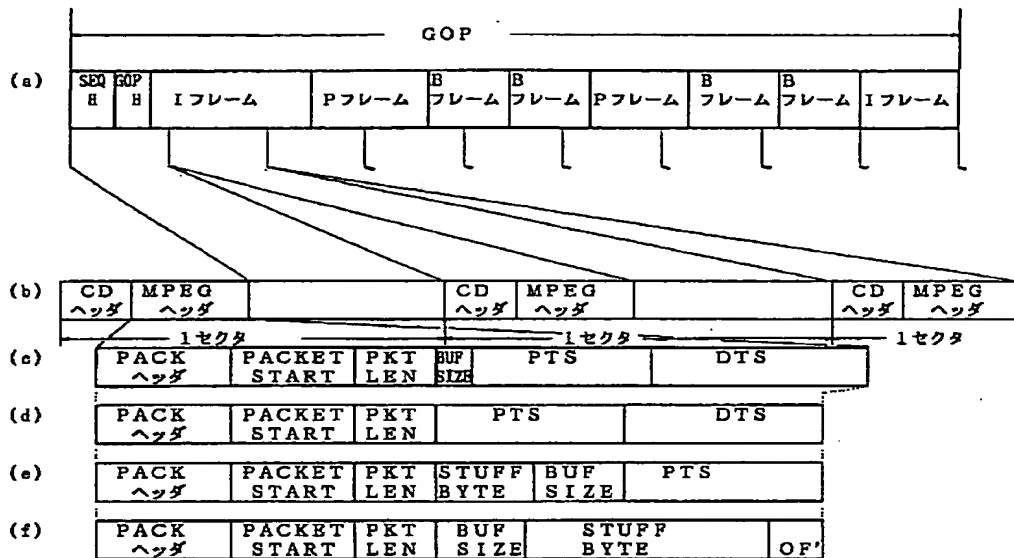 GOP
(a)
SEQ H
GOP H
Iフレーム
Pフレーム
B フレーム
B フレーム
Pフレーム
B フレーム
B フレーム
Iフレーム
(b)
CD ヘッダ
MPEG ヘッダ
CD ヘッダ
MPEG ヘッダ
CD ヘッダ
MPEG ヘッダ
1セクタ
1セクタ
1セクタ
(c)
PACK ヘッダ
PACKET START
PKT LEN
BUF SIZE
PTS
DTS
(d)
PACK ヘッダ
PACKET START
PKT LEN
PTS
DTS
(e)
PACK ヘッダ
PACKET START
PKT LEN
STUFF BYTE
BUF SIZE
PTS
(f)
PACK ヘッダ
PACKET START
PKT LEN
BUF SIZE
STUFF BYTE
OF'